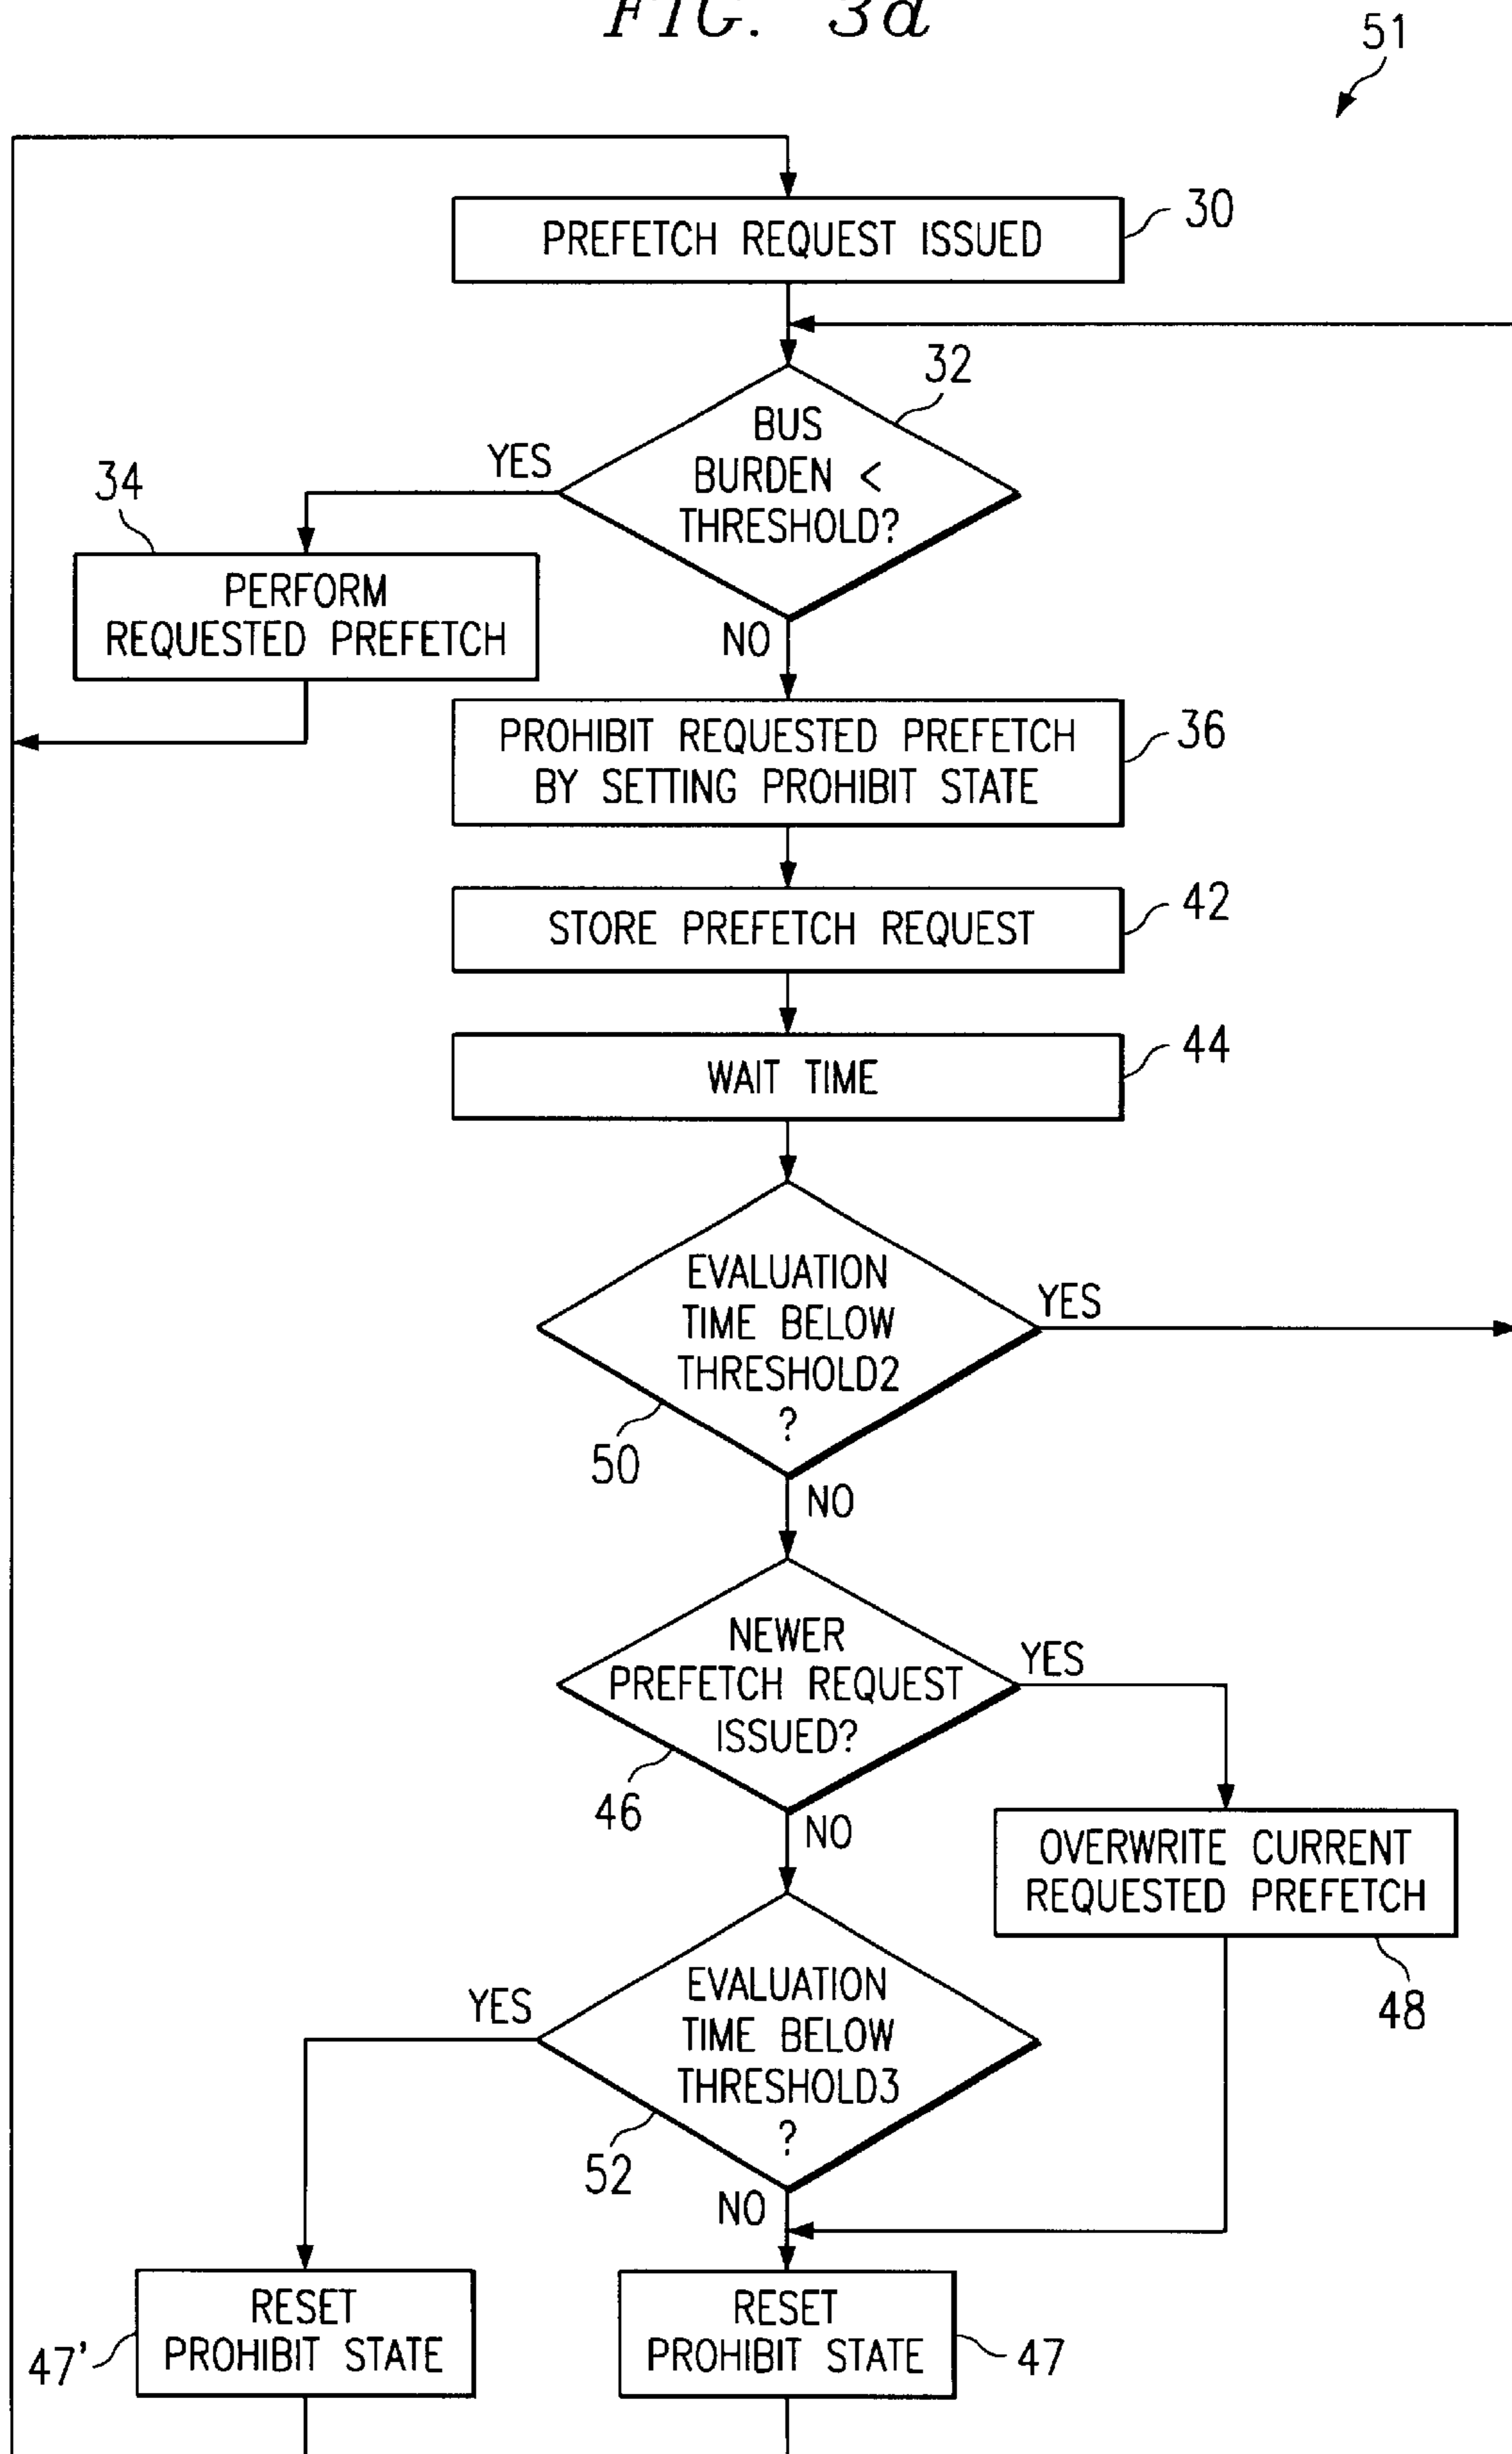 FIG. 3d
51
PREFETCH REQUEST ISSUED
30
32
BUS
BURDEN <
THRESHOLD?
YES
34
PERFORM
REQUESTED PREFETCH
NO
PROHIBIT REQUESTED PREFETCH
BY SETTING PROHIBIT STATE
36
STORE PREFETCH REQUEST
42
WAIT TIME
44
EVALUATION
TIME BELOW
THRESHOLD2
?
YES
50
NO
NEWER
PREFETCH REQUEST
ISSUED?
YES
46
NO
OVERWRITE CURRENT
REQUESTED PREFETCH
48
EVALUATION
TIME BELOW
THRESHOLD3
?
YES
52
NO
RESET
PROHIBIT STATE
47'
RESET
PROHIBIT STATE
47